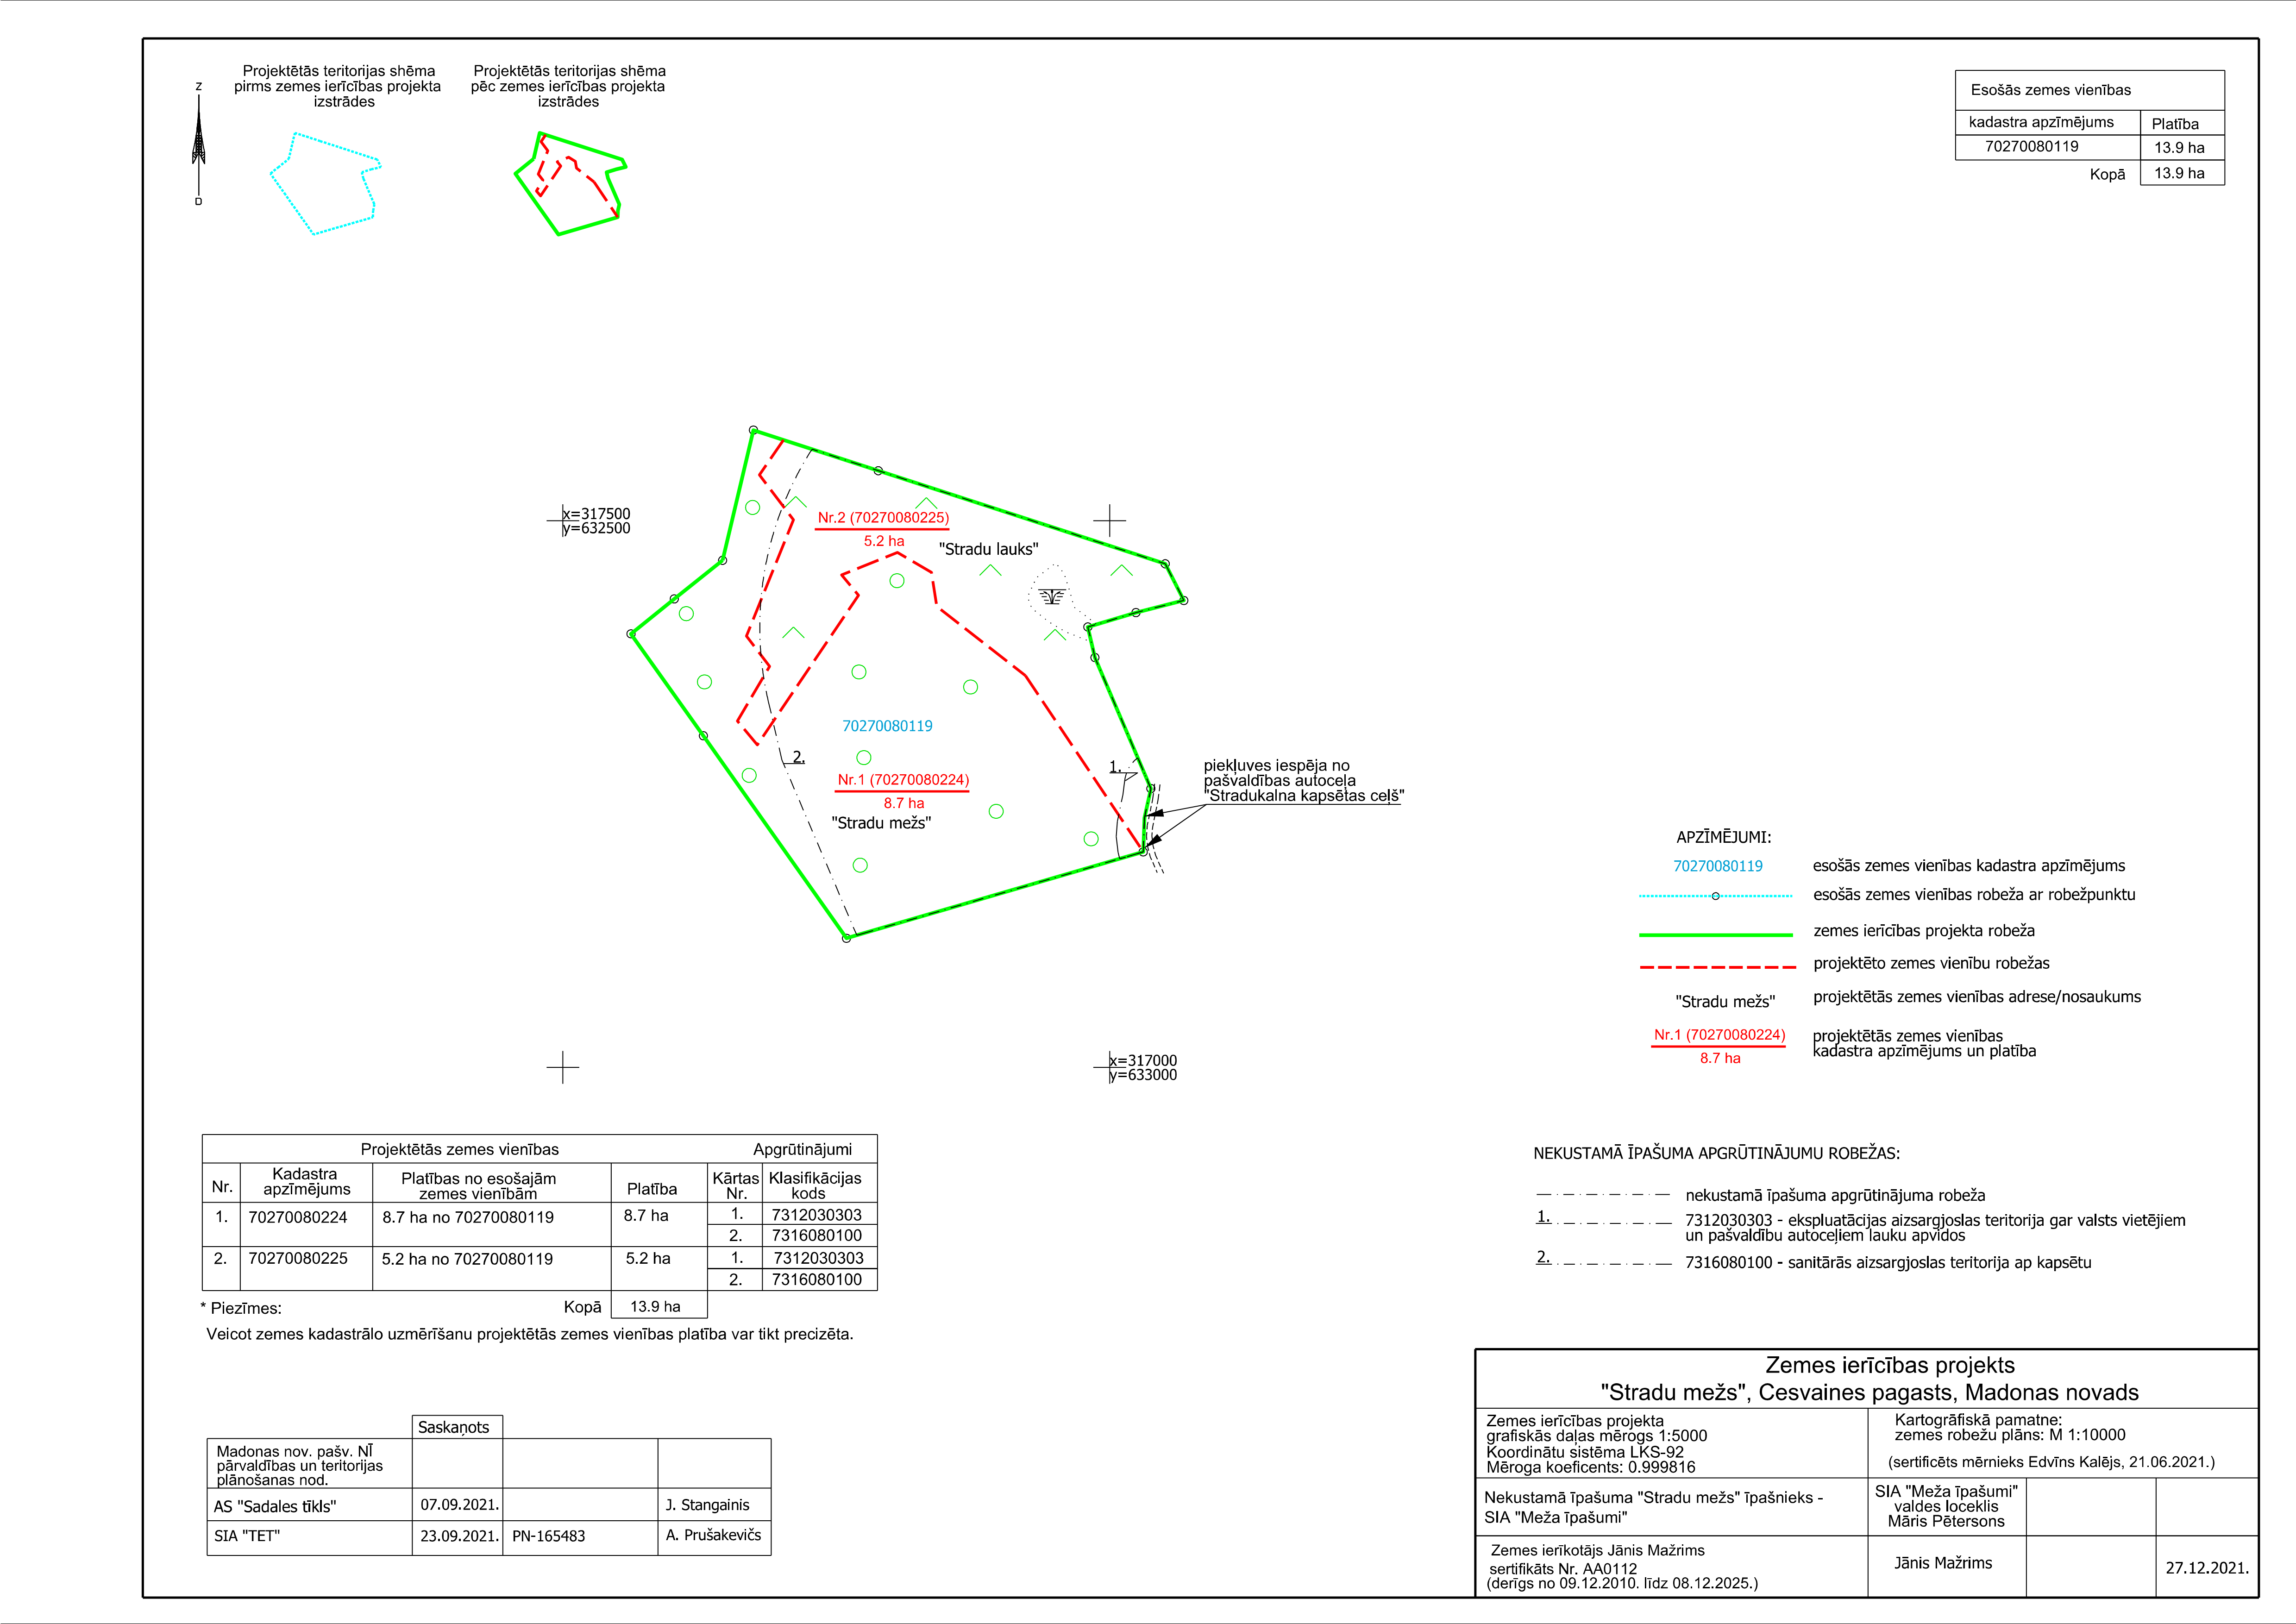 Z
D
Projektētās teritorijas shēma
pirms zemes ierīcības projekta
izstrādes
Projektētās teritorijas shēma
pēc zemes ierīcības projekta
izstrādes
Esošās zemes vienības
kadastra apzīmējums Platība
70270080119 13.9 ha
Kopā 13.9 ha
x=317500
y=632500
Nr.2 (70270080225)
5.2 ha
"Stradu lauks"
70270080119
2.
Nr.1 (70270080224)
8.7 ha
"Stradu mežs"
1.
piekļuves iespēja no
pašvaldības autoceļa
"Stradukalna kapsētas ceļš"
x=317000
y=633000
APZĪMĒJUMI:
70270080119 esošās zemes vienības kadastra apzīmējums
esošās zemes vienības robeža ar robežpunktu
zemes ierīcības projekta robeža
projektēto zemes vienību robežas
"Stradu mežs" projektētās zemes vienības adrese/nosaukums
Nr.1 (70270080224) projektētās zemes vienības
8.7 ha kadastra apzīmējums un platība
NEKUSTAMĀ ĪPAŠUMA APGRŪTINĀJUMU ROBEŽAS:
nekustamā īpašuma apgrūtinājuma robeža
1. 7312030303 - ekspluatācijas aizsargjoslas teritorija gar valsts vietējiem
un pašvaldību autoceļiem lauku apvidos
2. 7316080100 - sanitārās aizsargjoslas teritorija ap kapsētu
Projektētās zemes vienības Apgrūtinājumi
Nr. Kadastra apzīmējums Platības no esošajām zemes vienībām Platība Kārtas Nr. Klasifikācijas kods
1. 70270080224 8.7 ha no 70270080119 8.7 ha 1. 7312030303
2. 7316080100
2. 70270080225 5.2 ha no 70270080119 5.2 ha 1. 7312030303
2. 7316080100
* Piezīmes: Kopā 13.9 ha
Veicot zemes kadastrālo uzmērīšanu projektētās zemes vienības platība var tikt precizēta.
Saskaņots
Madonas nov. pašv. NĪ
pārvaldības un teritorijas
plānošanas nod.
AS "Sadales tīkls" 07.09.2021. J. Stangainis
SIA "TET" 23.09.2021. PN-165483 A. Prušakevičs
Zemes ierīcības projekts
"Stradu mežs", Cesvaines pagasts, Madonas novads
Zemes ierīcības projekta
grafiskās daļas mērogs 1:5000
Koordinātu sistēma LKS-92
Mēroga koeficents: 0.999816
Kartogrāfiskā pamatne:
zemes robežu plāns: M 1:10000
(sertificēts mērnieks Edvīns Kalējs, 21.06.2021.)
Nekustamā īpašuma "Stradu mežs" īpašnieks -
SIA "Meža īpašumi"
SIA "Meža īpašumi"
valdes loceklis
Māris Pētersons
Zemes ierīkotājs Jānis Mažrims
sertifikāts Nr. AA0112
(derīgs no 09.12.2010. līdz 08.12.2025.)
Jānis Mažrims
27.12.2021.